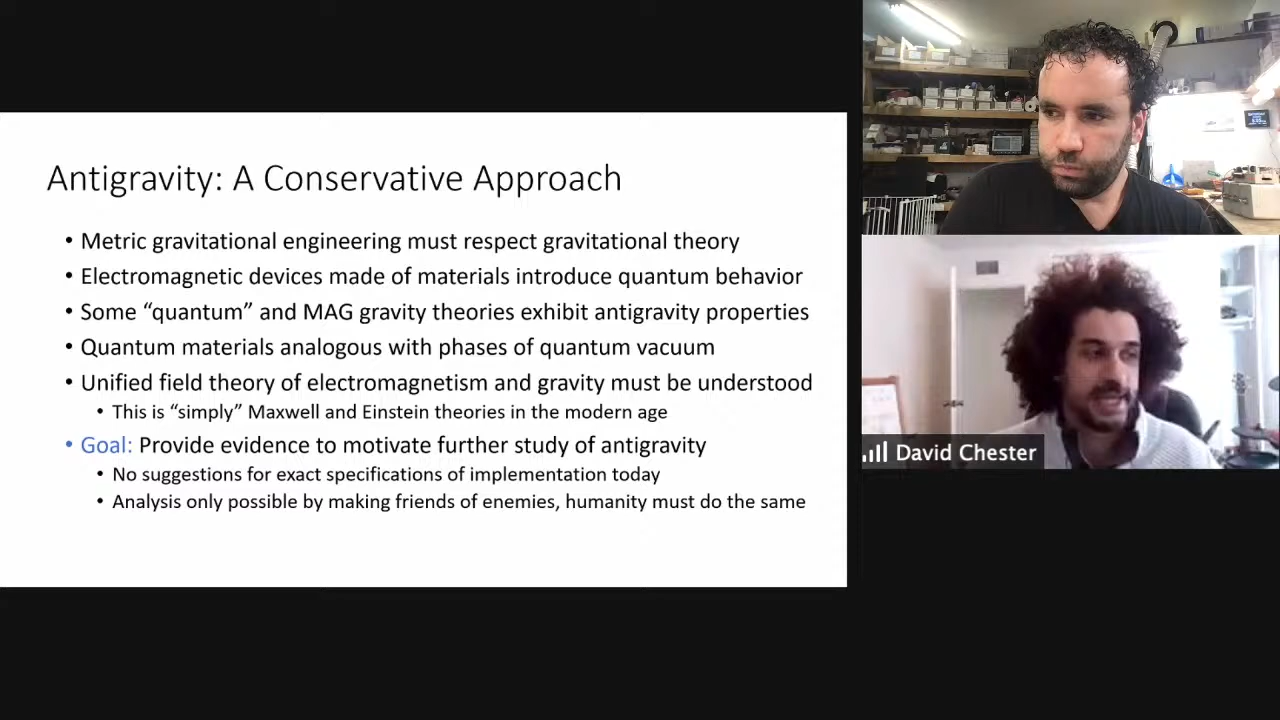 Antigravity: A Conservative Approach
• Metric gravitational engineering must respect gravitational theory
• Electromagnetic devices made of materials introduce quantum behavior
• Some “quantum” and MAG gravity theories exhibit antigravity properties
• Quantum materials analogous with phases of quantum vacuum
• Unified field theory of electromagnetism and gravity must be understood
• This is “simply” Maxwell and Einstein theories in the modern age
• Goal: Provide evidence to motivate further study of antigravity
• No suggestions for exact specifications of implementation today
• Analysis only possible by making friends of enemies, humanity must do the same
David Chester